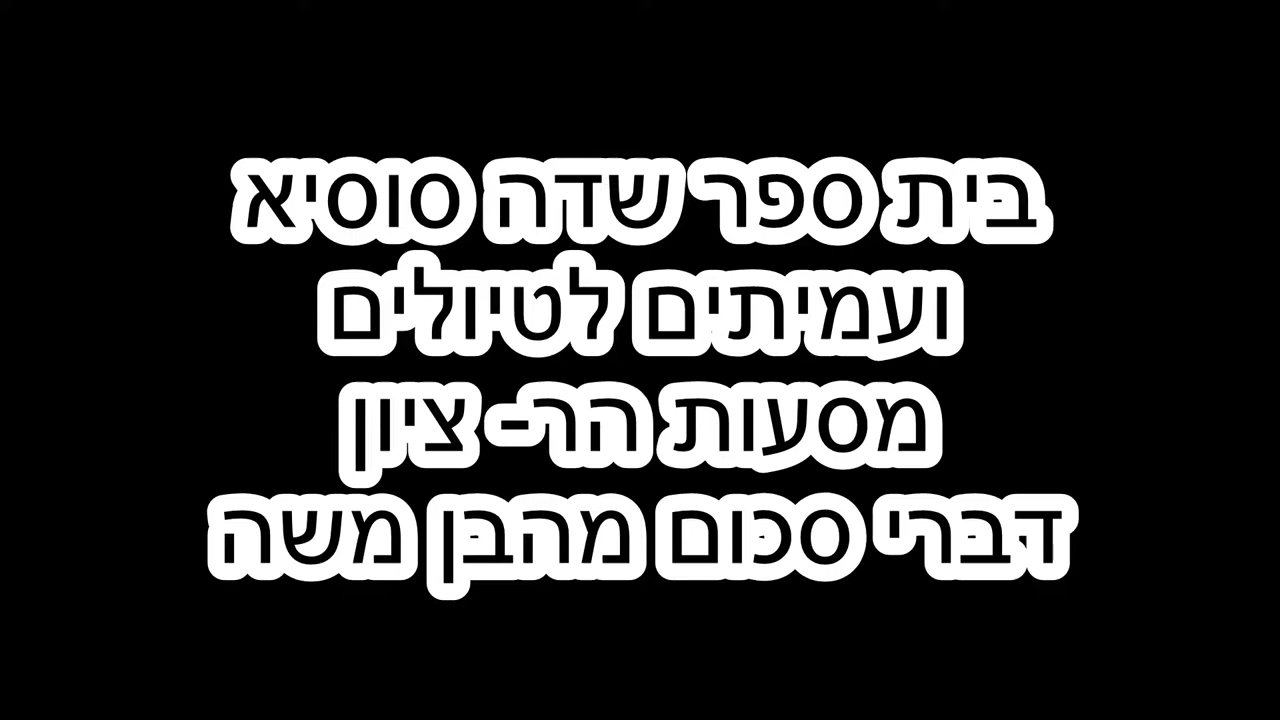 בית ספר שדה סוסיא
ועמיתים לטיולים
מסעות הר- ציון
דברי סכום מהבן משה